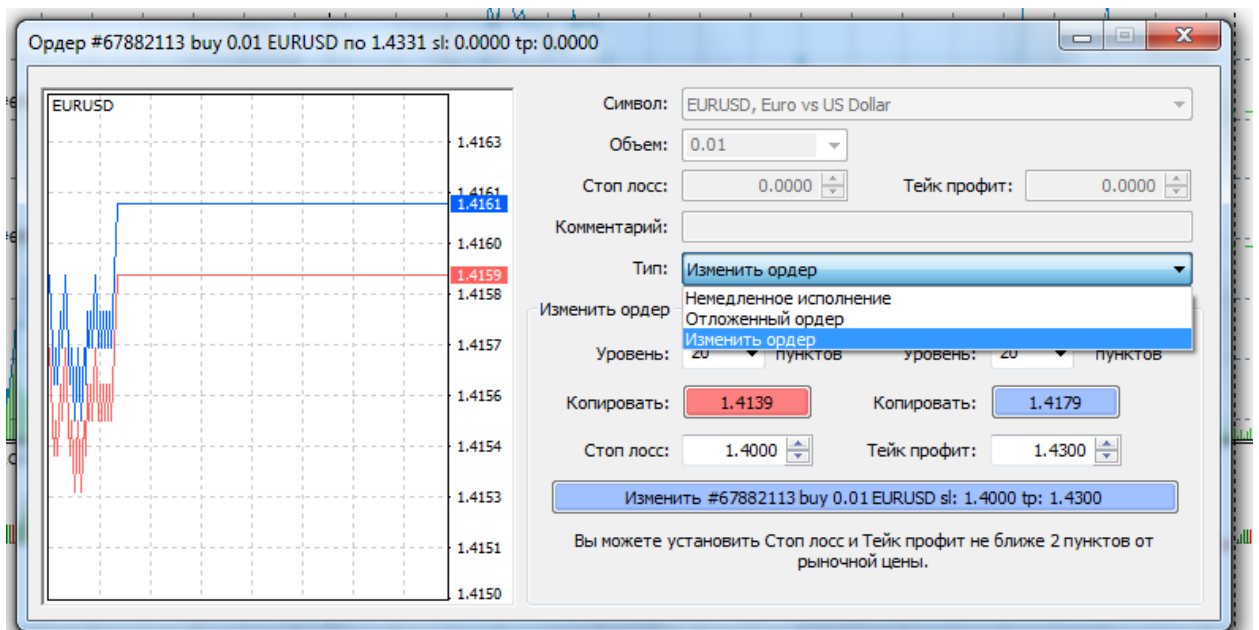 Ордер #67882113 buy 0.01 EURUSD по 1.4331 sl: 0.0000 tp: 0.0000
EURUSD
1.4163
1.4161
1.4161
1.4160
1.4159
1.4158
1.4157
1.4156
1.4154
1.4153
1.4151
1.4150
Символ: EURUSD, Euro vs US Dollar
Объем: 0.01
Стоп лосс: 0.0000 Тейк профит: 0.0000
Комментарий:
Тип: Изменить ордер
Немедленное исполнение
Отложенный ордер
Изменить ордер
Изменить ордер
Уровень: 20 пунктов Уровень: 20 пунктов
Копировать: 1.4139 Копировать: 1.4179
Стоп лосс: 1.4000 Тейк профит: 1.4300
Изменить #67882113 buy 0.01 EURUSD sl: 1.4000 tp: 1.4300
Вы можете установить Стоп лосс и Тейк профит не ближе 2 пунктов от
рыночной цены.